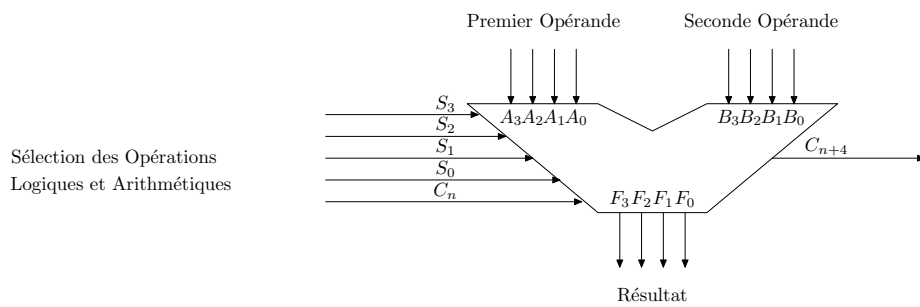 Premier Opérande
Seconde Opérande
A₃A₂A₁A₀
B₃B₂B₁B₀
S₃
S₂
S₁
S₀
Cₙ
Cₙ₊₄
Sélection des Opérations
Logiques et Arithmétiques
F₃F₂F₁F₀
Résultat